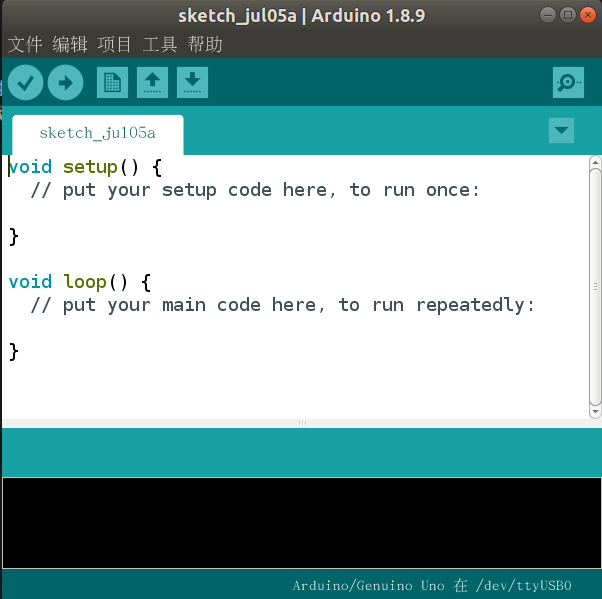 sketch_jul05a | Arduino 1.8.9
文件 编辑 项目 工具 帮助
sketch_jul05a
void setup() {
  // put your setup code here, to run once:
}
void loop() {
  // put your main code here, to run repeatedly:
}
Arduino/Genuino Uno 在 /dev/ttyUSB0